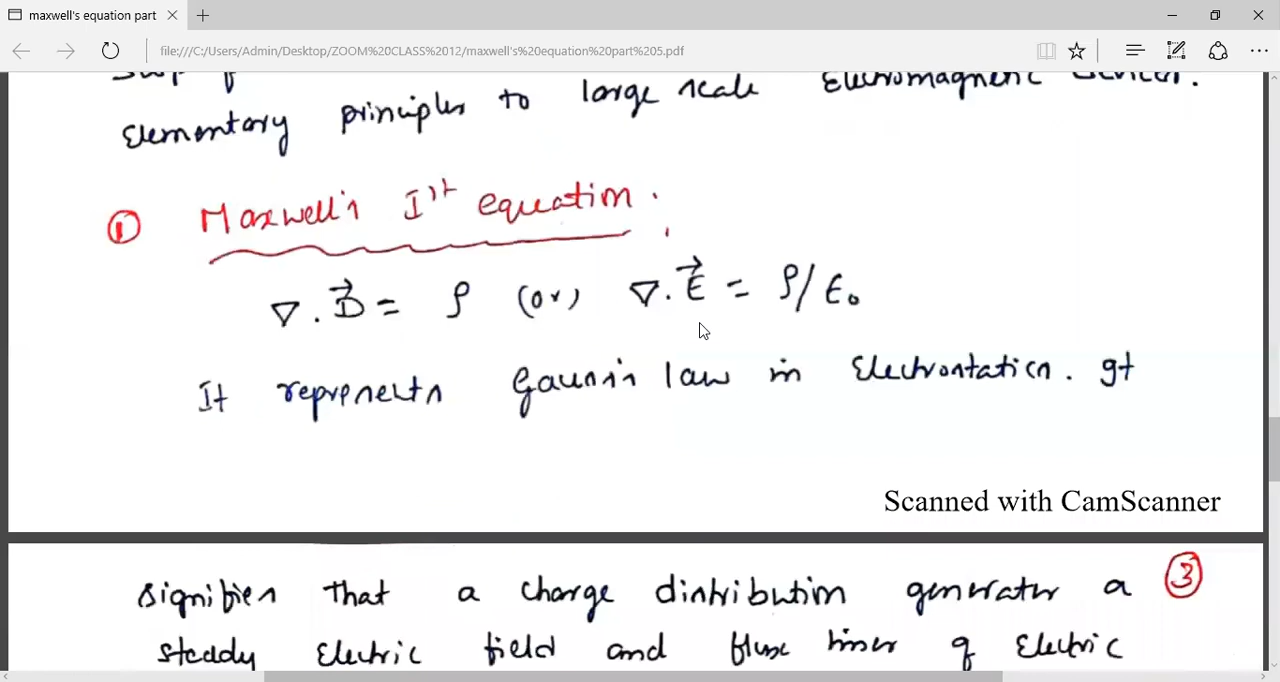 maxwell's equation part
file:///C:/Users/Admin/Desktop/ZOOM%20CLASS%2012/maxwell's%20equation%20part%205.pdf
Electromagnetic devices.
Elementary principles to large scale
① Maxwell's Ist equation.
∇.D⃗ = ρ (or) ∇.E⃗ = ρ/ε₀
It represents Gauss's law in Electrostatics. It
Scanned with CamScanner
signifies that a charge distribution generates a ③
steady Electric field and flux lines of Electric